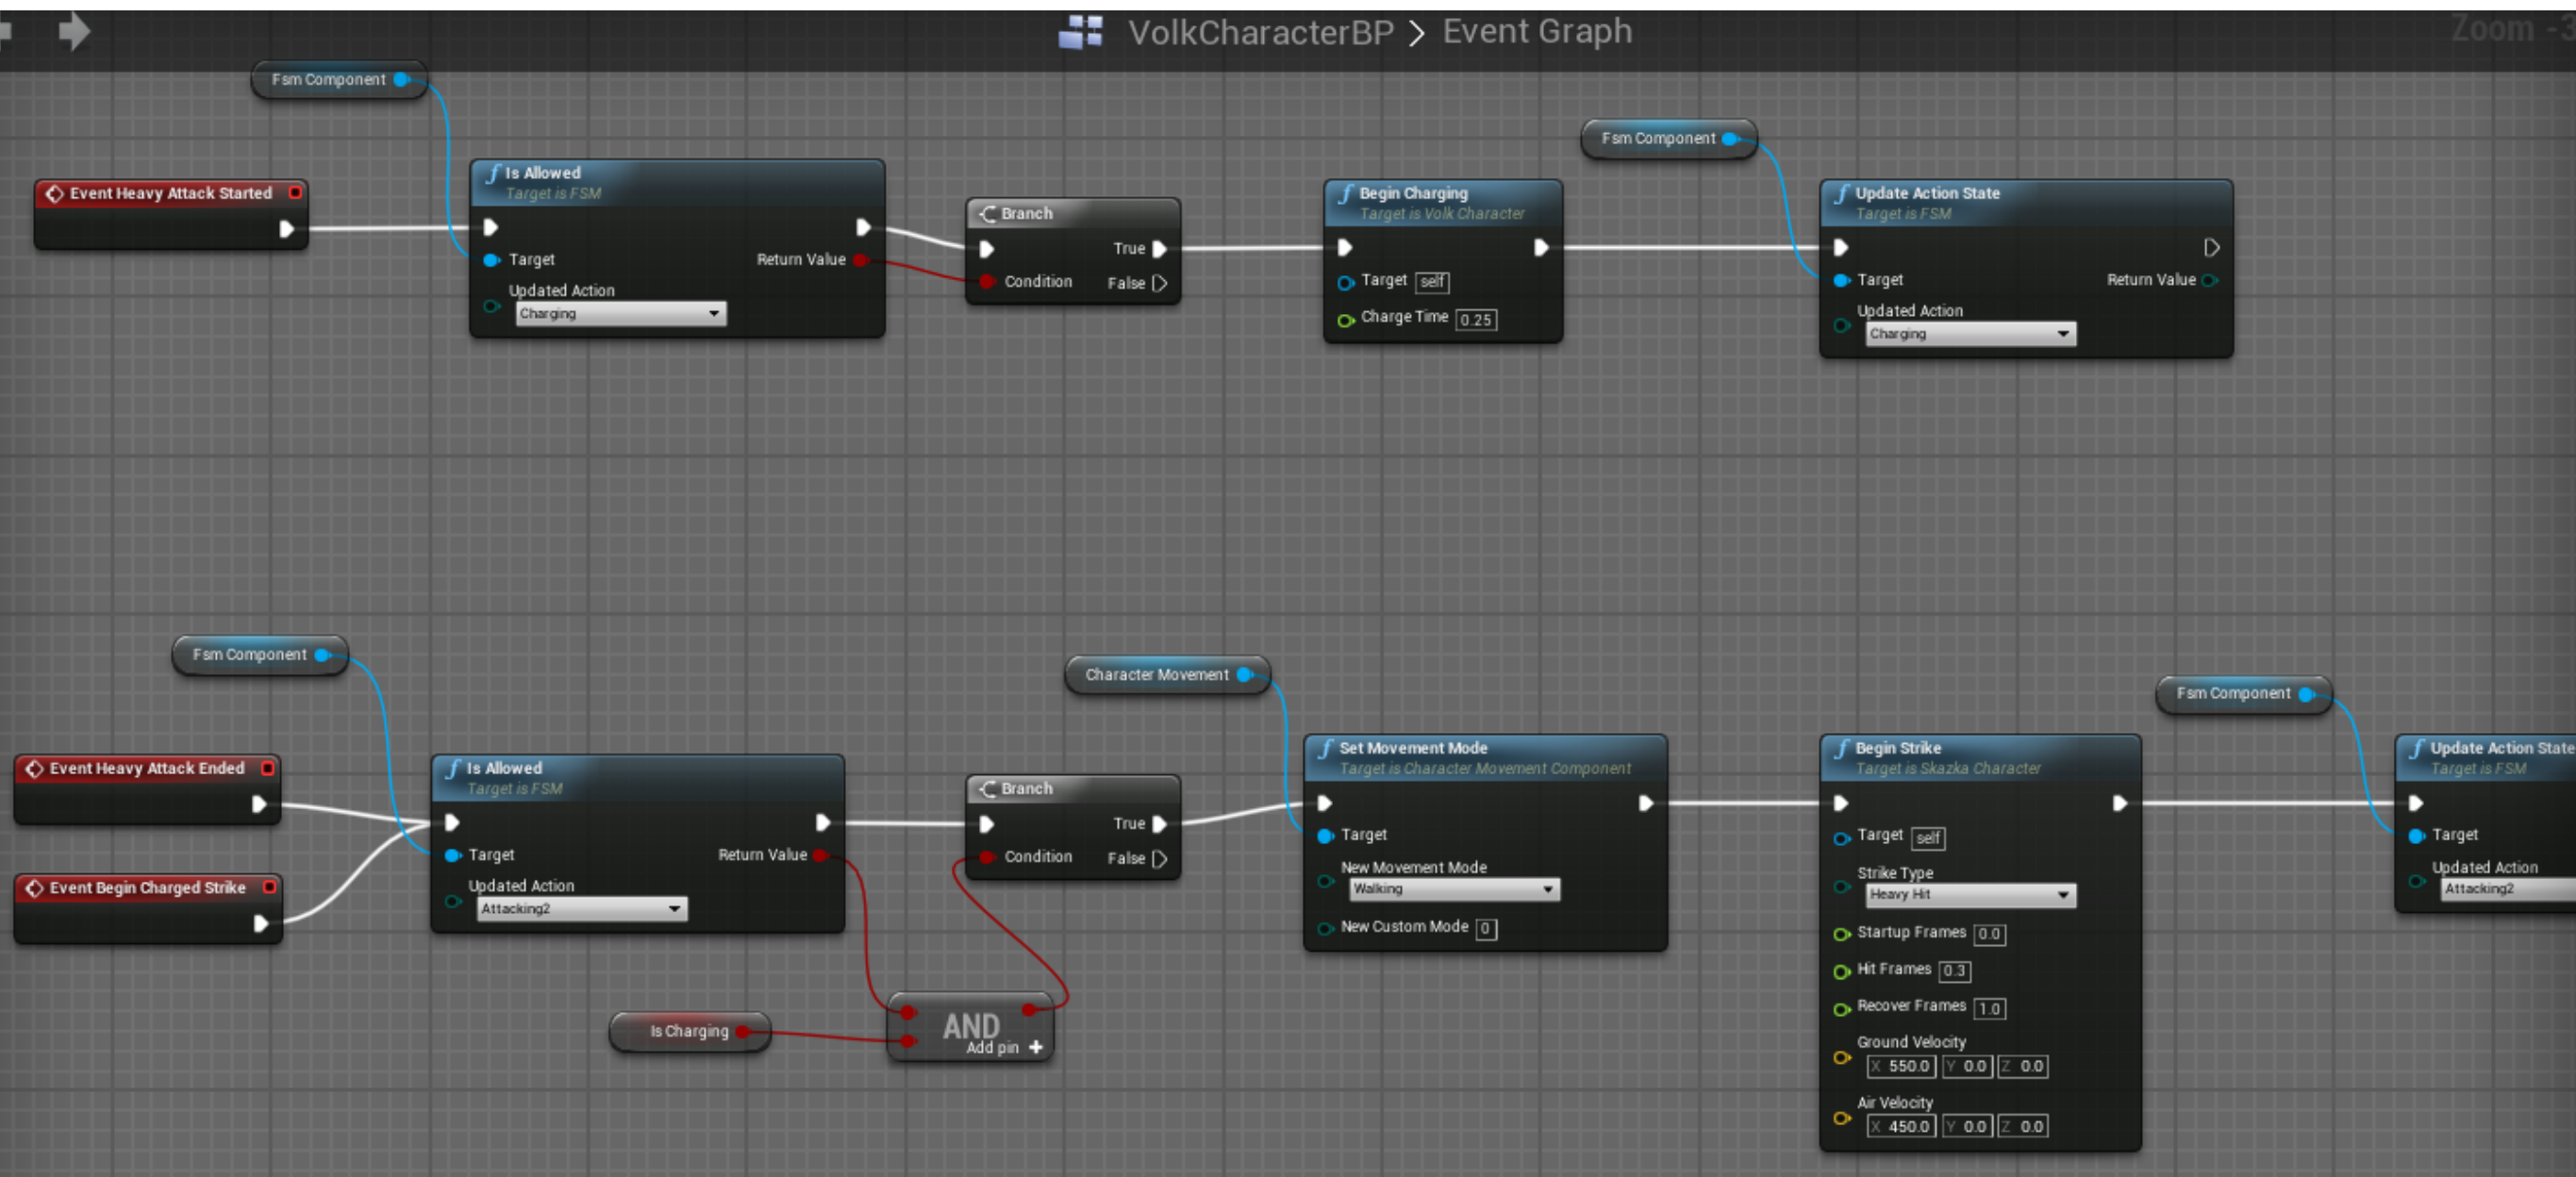 VolkCharacterBP > Event Graph
Zoom -3
Fsm Component
Fsm Component
Event Heavy Attack Started
f Is Allowed
Target is FSM
Target
Return Value
Updated Action
Charging
Branch
True
Condition
False
f Begin Charging
Target is Volk Character
Target self
Charge Time 0.25
f Update Action State
Target is FSM
Target
Return Value
Updated Action
Charging
Fsm Component
Character Movement
Fsm Component
Event Heavy Attack Ended
Event Begin Charged Strike
f Is Allowed
Target is FSM
Target
Return Value
Updated Action
Attacking2
Is Charging
AND
Add pin +
Branch
True
Condition
False
f Set Movement Mode
Target is Character Movement Component
Target
New Movement Mode
Walking
New Custom Mode 0
f Begin Strike
Target is Skazka Character
Target self
Strike Type
Heavy Hit
Startup Frames 0.0
Hit Frames 0.3
Recover Frames 1.0
Ground Velocity
X 550.0 Y 0.0 Z 0.0
Air Velocity
X 450.0 Y 0.0 Z 0.0
f Update Action State
Target is FSM
Target
Updated Action
Attacking2